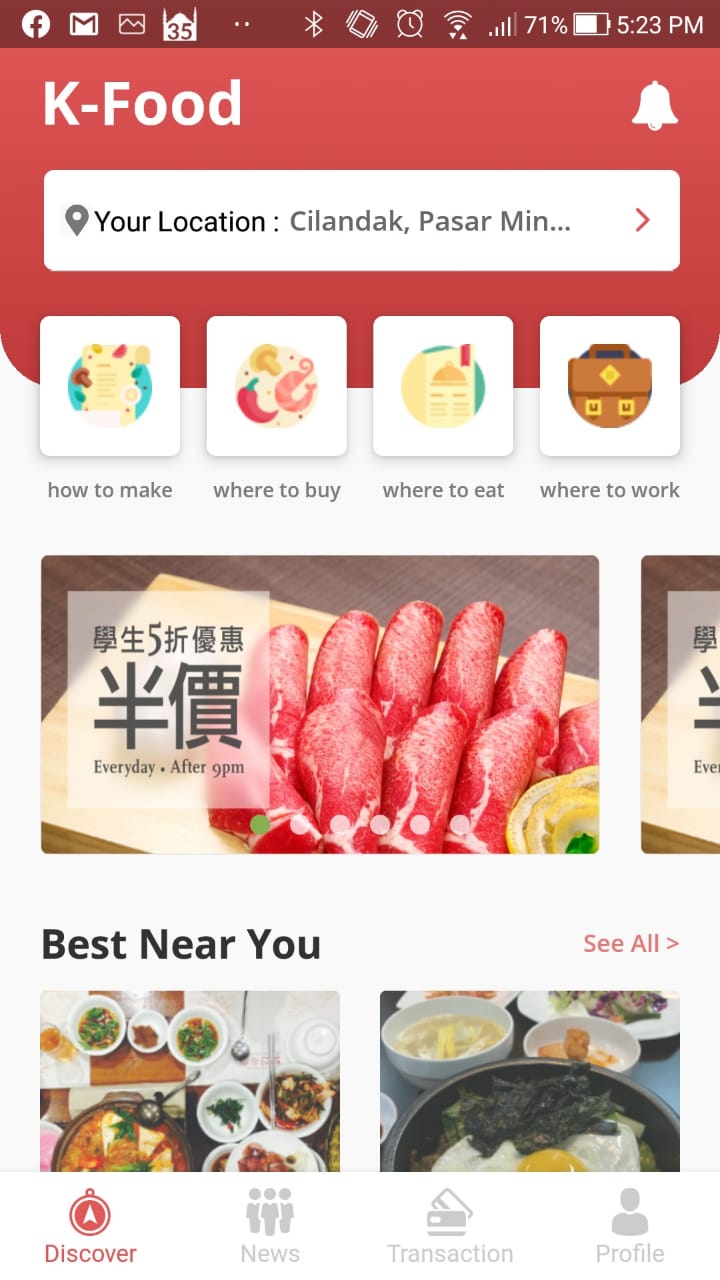 35
71%
5:23 PM
K-Food
Your Location : Cilandak, Pasar Min...
how to make
where to buy
where to eat
where to work
學生5折優惠
半價
Everyday • After 9pm
學
Eve
Best Near You
See All >
Discover
News
Transaction
Profile